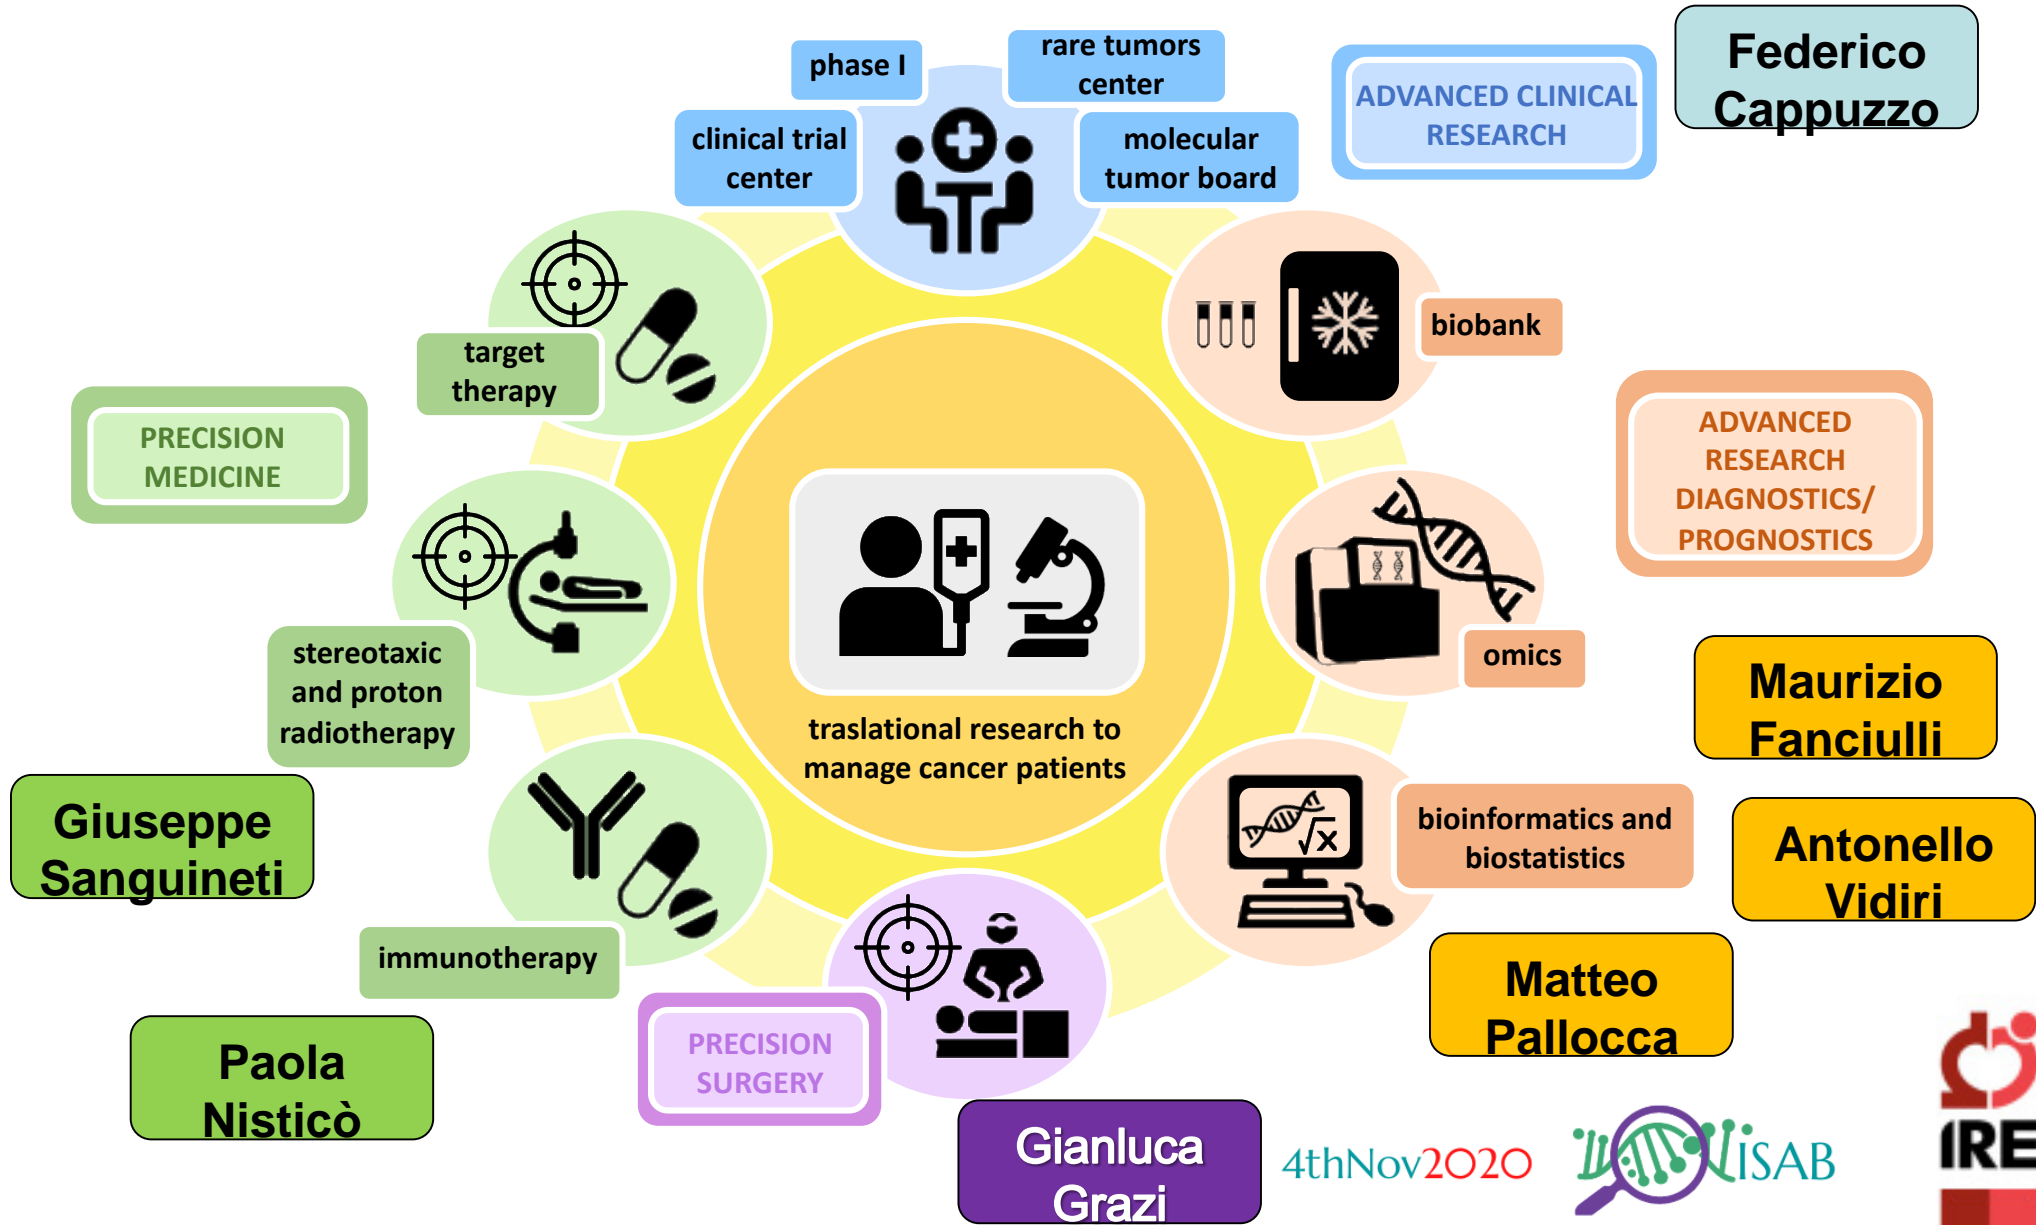 phase I
rare tumors
center
clinical trial
center
molecular
tumor board
ADVANCED CLINICAL
RESEARCH
Federico
Cappuzzo
target
therapy
biobank
PRECISION
MEDICINE
ADVANCED
RESEARCH
DIAGNOSTICS/
PROGNOSTICS
stereotaxic
and proton
radiotherapy
omics
traslational research to
manage cancer patients
Maurizio
Fanciulli
Giuseppe
Sanguineti
√x
bioinformatics and
biostatistics
Antonello
Vidiri
immunotherapy
Matteo
Pallocca
PRECISION
SURGERY
Paola
Nisticò
Gianluca
Grazi
4thNov2020
ISAB
IRE